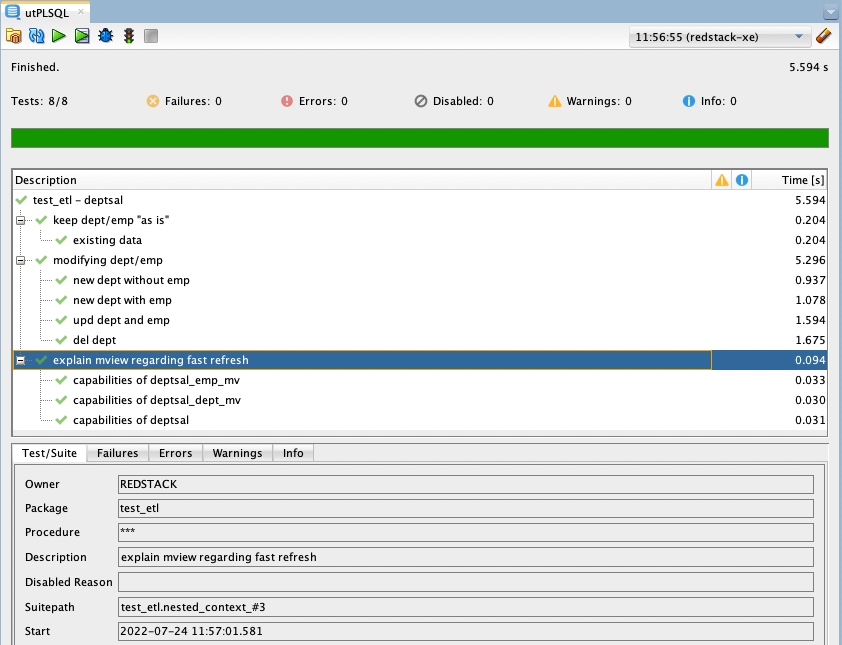 utPLSQL
11:56:55 (redstack-xe)
Finished. 5.594 s
Tests: 8/8 Failures: 0 Errors: 0 Disabled: 0 Warnings: 0 Info: 0
Description Time [s]
test_etl - deptsal 5.594
keep dept/emp "as is" 0.204
existing data 0.204
modifying dept/emp 5.296
new dept without emp 0.937
new dept with emp 1.078
upd dept and emp 1.594
del dept 1.675
explain mview regarding fast refresh 0.094
capabilities of deptsal_emp_mv 0.033
capabilities of deptsal_dept_mv 0.030
capabilities of deptsal 0.031
Test/Suite Failures Errors Warnings Info
Owner REDSTACK
Package test_etl
Procedure ***
Description explain mview regarding fast refresh
Disabled Reason
Suitepath test_etl.nested_context_#3
Start 2022-07-24 11:57:01.581